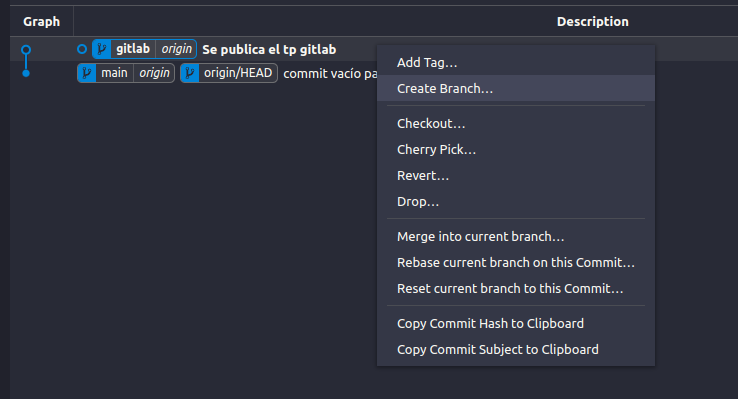 Graph Description
gitlab origin Se publica el tp gitlab
main origin origin/HEAD commit vacío pa
Add Tag...
Create Branch...
Checkout...
Cherry Pick...
Revert...
Drop...
Merge into current branch...
Rebase current branch on this Commit...
Reset current branch to this Commit...
Copy Commit Hash to Clipboard
Copy Commit Subject to Clipboard